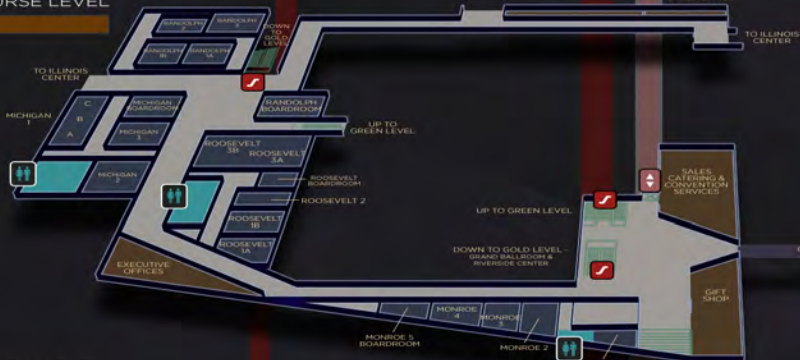 ORSE LEVEL
RANDOLPH
2
RANDOLPH
3
RANDOLPH
1B
RANDOLPH
1A
DOWN
TO
GOLD
LEVEL
TO ILLINOIS
CENTER
TO ILLINOIS
CENTER
MICHIGAN
1
C
B
A
MICHIGAN
BOARDROOM
MICHIGAN
3
MICHIGAN
2
RANDOLPH
BOARDROOM
UP TO
GREEN LEVEL
ROOSEVELT
3B
ROOSEVELT
3A
ROOSEVELT
BOARDROOM
ROOSEVELT 2
ROOSEVELT
1B
ROOSEVELT
1A
EXECUTIVE
OFFICES
UP TO GREEN LEVEL
DOWN TO GOLD LEVEL –
GRAND BALLROOM &
RIVERSIDE CENTER
SALES
CATERING &
CONVENTION
SERVICES
GIFT
SHOP
MONROE
4
MONROE
3
MONROE 5
BOARDROOM
MONROE 2